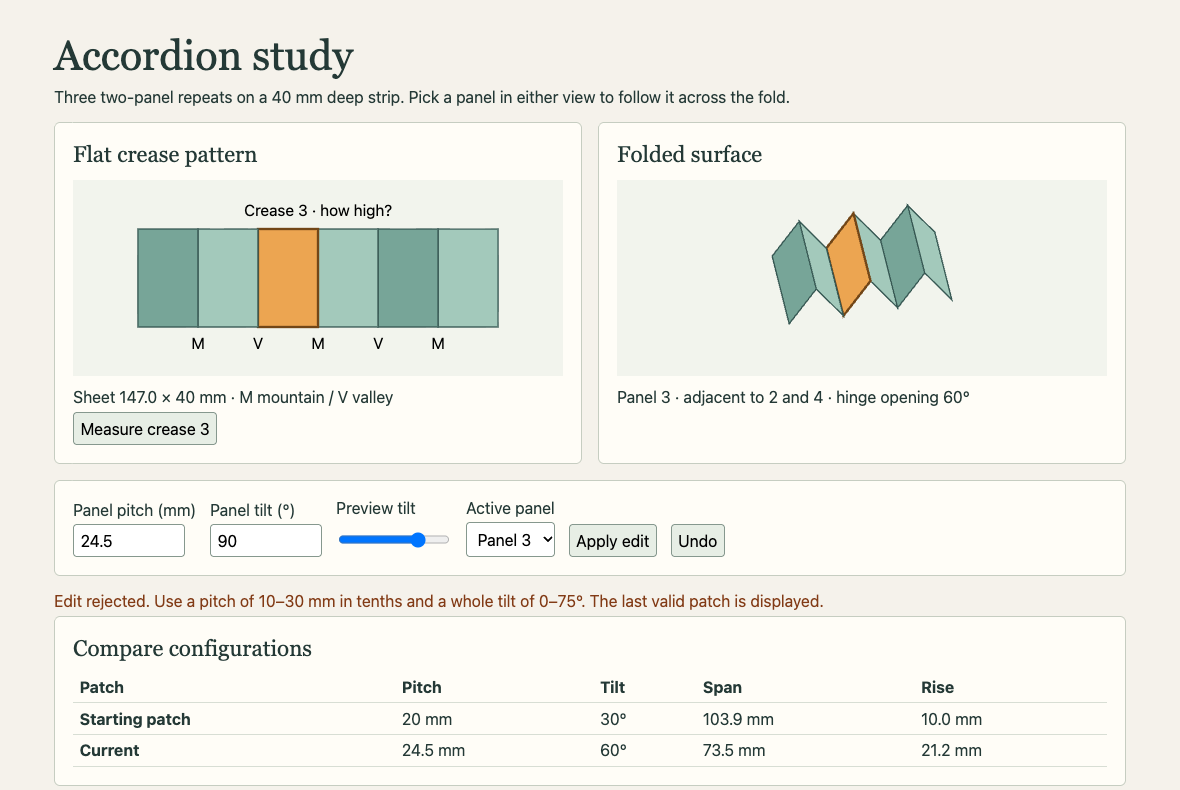 Accordion study
Three two-panel repeats on a 40 mm deep strip. Pick a panel in either view to follow it across the fold.
Flat crease pattern
Crease 3 · how high?
M V M V M
Sheet 147.0 × 40 mm · M mountain / V valley
Measure crease 3
Folded surface
Panel 3 · adjacent to 2 and 4 · hinge opening 60°
Panel pitch (mm) Panel tilt (°) Preview tilt Active panel
24.5 90 Panel 3 Apply edit Undo
Edit rejected. Use a pitch of 10–30 mm in tenths and a whole tilt of 0–75°. The last valid patch is displayed.
Compare configurations
Patch Pitch Tilt Span Rise
Starting patch 20 mm 30° 103.9 mm 10.0 mm
Current 24.5 mm 60° 73.5 mm 21.2 mm